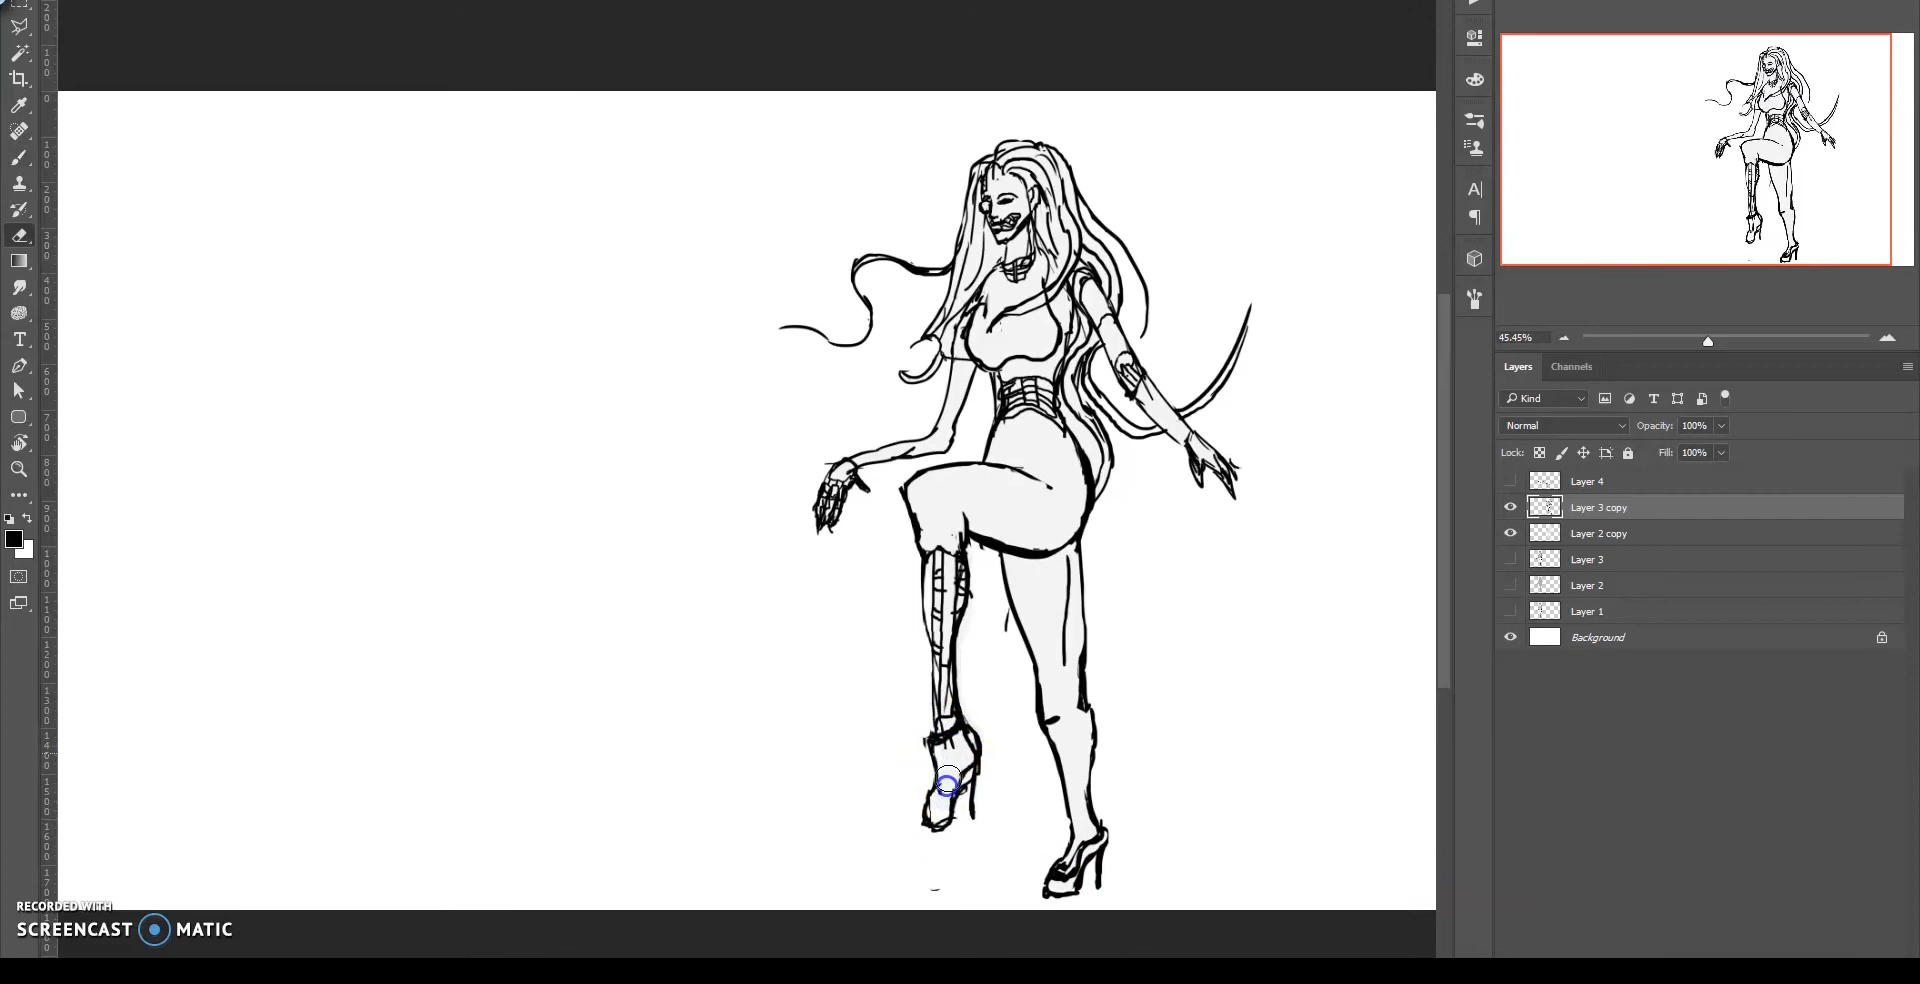 45.45%
Layers
Channels
Kind
Normal
Opacity: 100%
Lock:
Fill: 100%
Layer 4
Layer 3 copy
Layer 2 copy
Layer 3
Layer 2
Layer 1
Background
RECORDED WITH
SCREENCAST MATIC